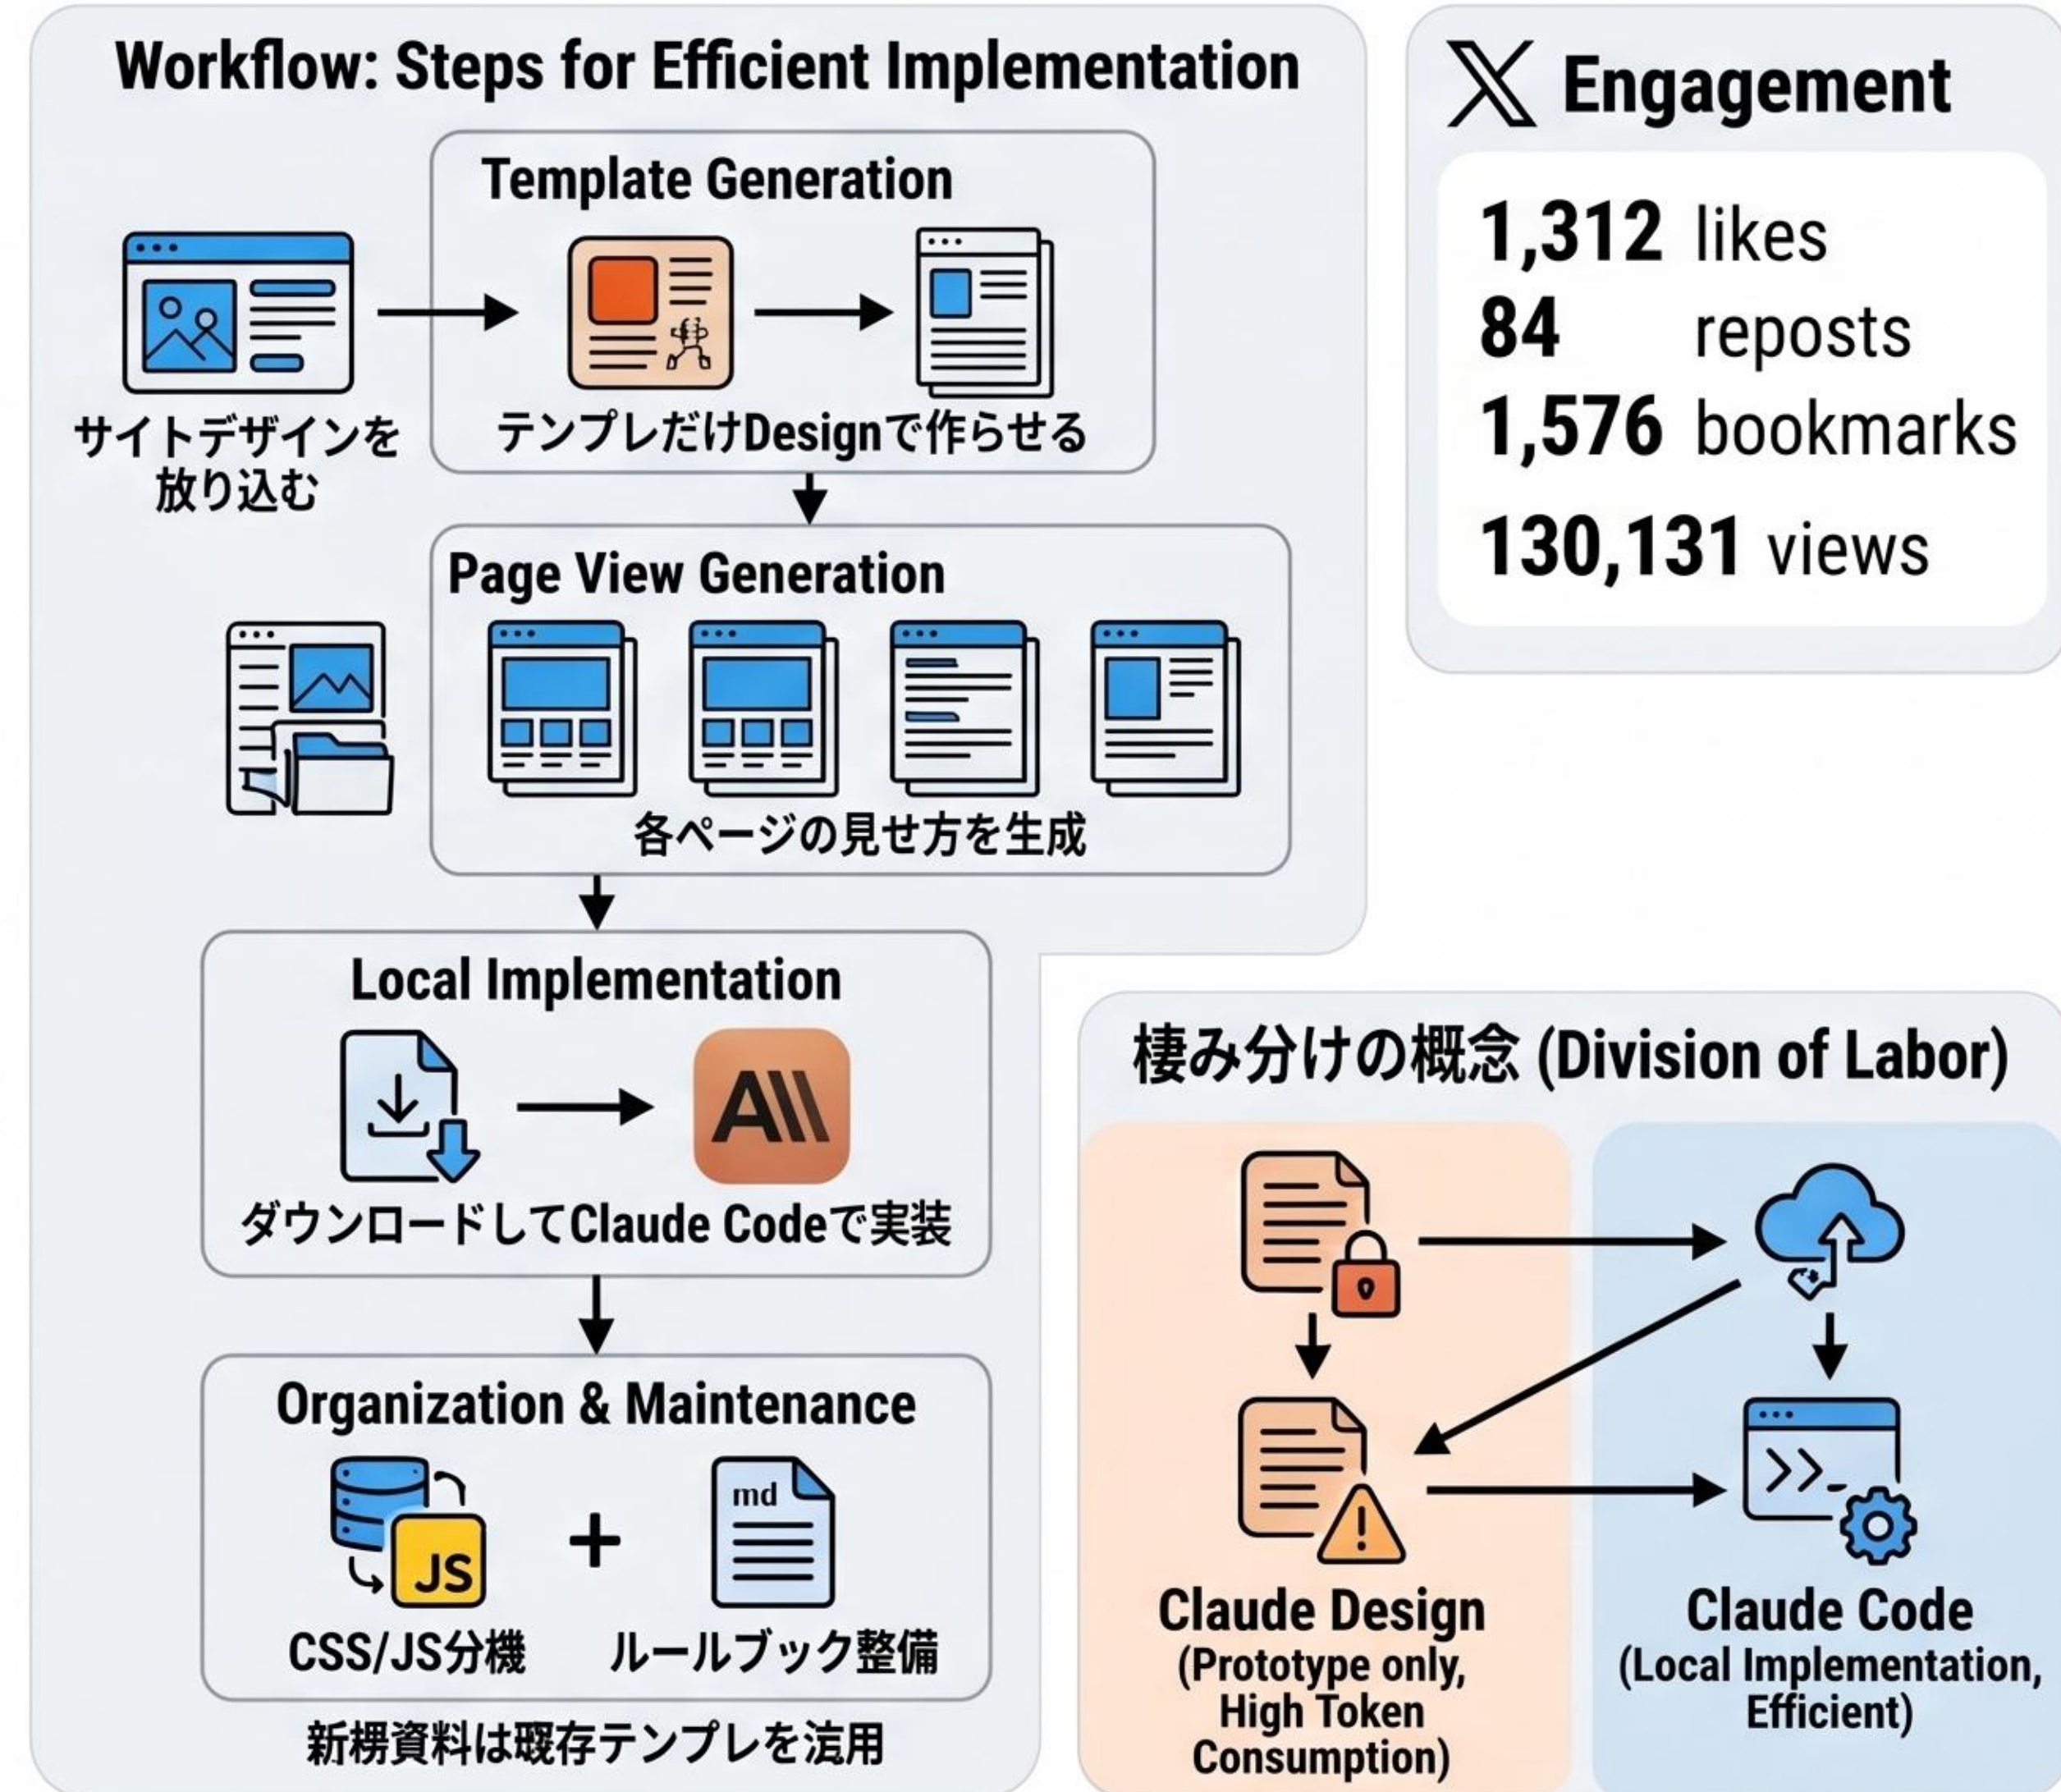 Workflow: Steps for Efficient Implementation
Template Generation
サイトデザインを
放り込む
テンプレだけDesignで作らせる
Page View Generation
各ページの見せ方を生成
Local Implementation
ダウンロードしてClaude Codeで実装
Organization & Maintenance
JS
md
CSS/JS分機
ルールブック整備
新楞資料は既存テンプレを活用
Engagement
1,312 likes
84 reposts
1,576 bookmarks
130,131 views
棲み分けの概念 (Division of Labor)
Claude Design
(Prototype only,
High Token
Consumption)
Claude Code
(Local Implementation,
Efficient)